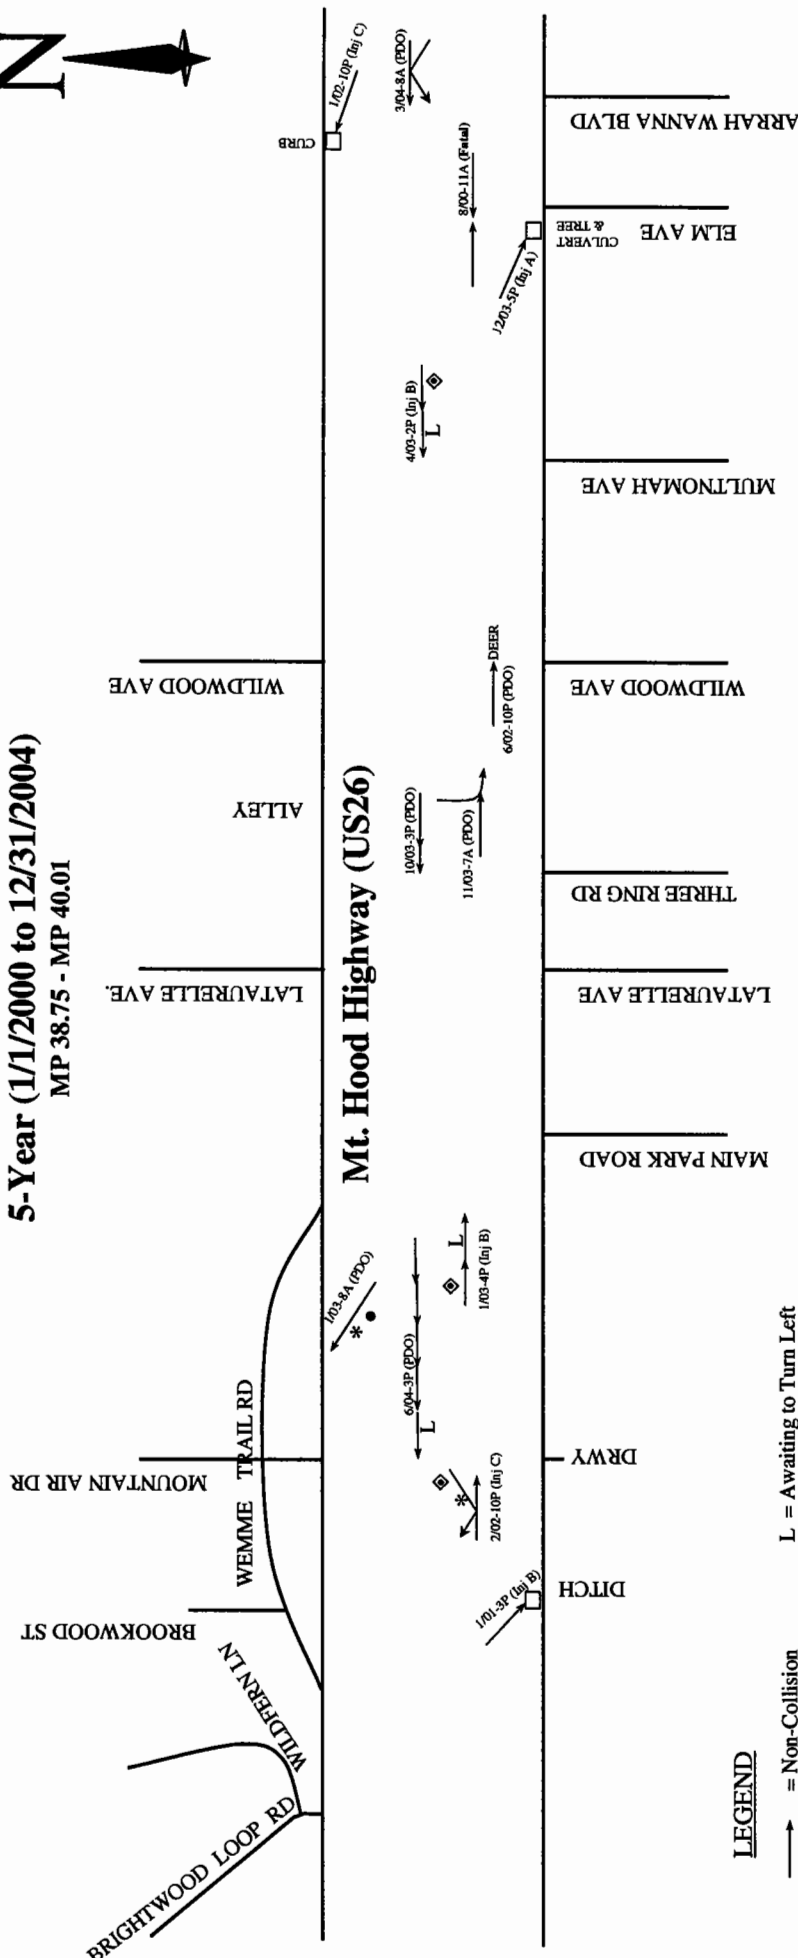 N
5-Year (1/1/2000 to 12/31/2004)
MP 38.75 - MP 40.01
BRIGHTWOOD LOOP RD
WILDFERN LN
BROOKWOOD ST
MOUNTAIN AIR DR
WEMME TRAIL RD
LATAURELLE AVE.
ALLEY
WILDWOOD AVE
CURB
1/02-10P (Inj C)
Mt. Hood Highway (US26)
1/03-8A (PDO)
*
6/04-3P (PDO)
L
*
2/02-10P (Inj C)
L
1/03-4P (Inj B)
1/01-3P (Inj B)
10/03-3P (PDO)
11/03-7A (PDO)
DEER
6/02-10P (PDO)
4/03-2P (Inj B)
L
8/00-11A (Fatal)
3/04-8A (PDO)
12/03-5P (Inj A)
CULVERT
& TREE
DITCH
DRWY
MAIN PARK ROAD
LATAURELLE AVE
THREE RING RD
WILDWOOD AVE
MULTNOMAH AVE
ELM AVE
ARRAH WANNA BLVD
LEGEND
= Non-Collision
L = Awaiting to Turn Left